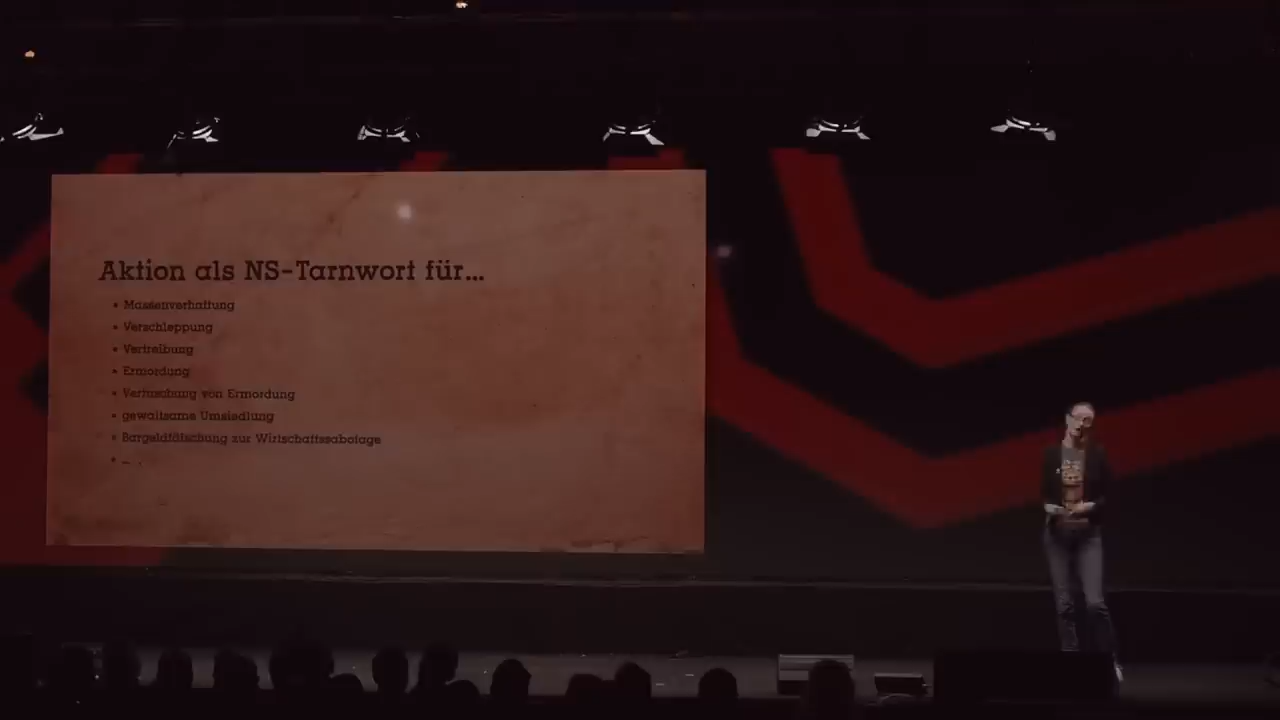 Aktion als NS-Tarnwort für...
• Massenverhaftung
• Verschleppung
• Vertreibung
• Ermordung
• Vertuschung von Ermordung
• gewaltsame Umsiedlung
• Bargeldfälschung zur Wirtschaftssabotage
• ...